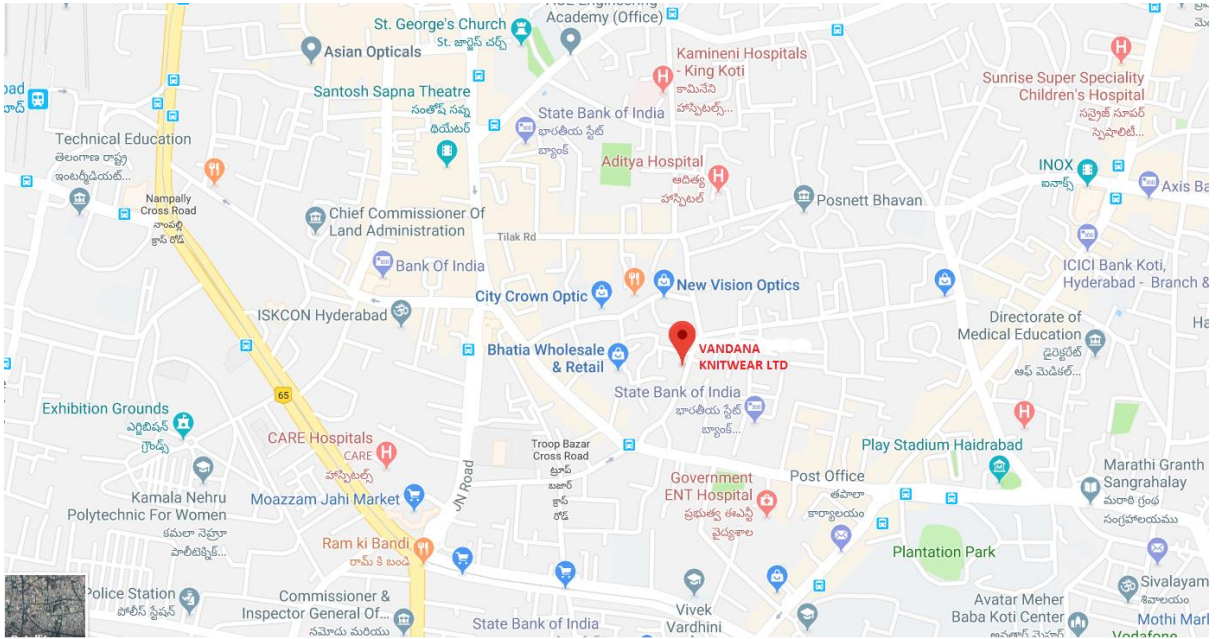 Academy (Office)
St. George's Church
St. జార్జెస్ చర్చ్
Asian Opticals
Kamineni Hospitals
- King Koti
కామినేని
హాస్పిటల్స్...
Sunrise Super Speciality
Children's Hospital
సన్రైజ్ సూపర్
స్పెషాలిటీ...
Santosh Sapna Theatre
సంతోష్ సప్న
థియేటర్
State Bank of India
భారతీయ స్టేట్
బ్యాంక్
Technical Education
తెలంగాణ రాష్ట్ర
ఇంటర్మీడియట్...
Aditya Hospital
ఆదిత్య
హాస్పిటల్
INOX
ఐనాక్స్
Axis Ba
Posnett Bhavan
Nampally
Cross Road
నాంపల్లి
క్రాస్ రోడ్
Chief Commissioner Of
Land Administration
Tilak Rd
Bank Of India
ICICI Bank Koti,
Hyderabad - Branch &
City Crown Optic
New Vision Optics
ISKCON Hyderabad
Directorate of
Medical Education
డైరెక్టరేట్
ఆఫ్ మెడికల్...
Ha
Bhatia Wholesale
& Retail
VANDANA
KNITWEAR LTD
State Bank of India
భారతీయ స్టేట్
బ్యాంక్...
65
Exhibition Grounds
ఎగ్జిబిషన్
గ్రౌండ్స్
CARE Hospitals
CARE
హాస్పిటల్స్
Troop Bazar
Cross Road
ట్రూప్
బజార్
క్రాస్
రోడ్
Play Stadium Haidrabad
Kamala Nehru
Polytechnic For Women
కమలా నెహ్రూ
పాలిటెక్నిక్...
Moazzam Jahi Market
JN Road
Government
ENT Hospital
ప్రభుత్వ ఈఎన్టీ
వైద్యశాల
Post Office
తపాలా
కార్యాలయం
Marathi Granth
Sangrahalay
మరాఠి గ్రంథ
సంగ్రహాలయము
Ram ki Bandi
రామ్ కి బండి
Plantation Park
Police Station
పోలీస్ స్టేషన్
Commissioner &
Inspector General Of...
నమోదు మరియు
State Bank of India
Vivek
Vardhini
Avatar Meher
Baba Koti Center
Sivalayam
శివాలయం
Mothi Mar
Vodafone